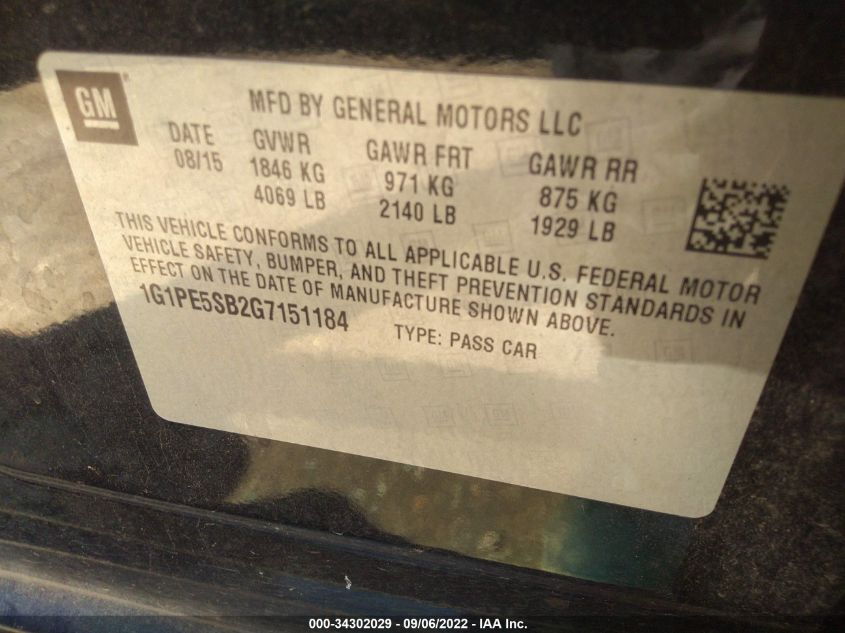 GM
MFD BY GENERAL MOTORS LLC
DATE GVWR GAWR FRT GAWR RR
08/15 1846 KG 971 KG 875 KG
4069 LB 2140 LB 1929 LB
THIS VEHICLE CONFORMS TO ALL APPLICABLE U.S. FEDERAL MOTOR
VEHICLE SAFETY, BUMPER, AND THEFT PREVENTION STANDARDS IN
EFFECT ON THE DATE OF MANUFACTURE SHOWN ABOVE.
1G1PE5SB2G7151184 TYPE: PASS CAR
000-34302029 - 09/06/2022 - IAA Inc.